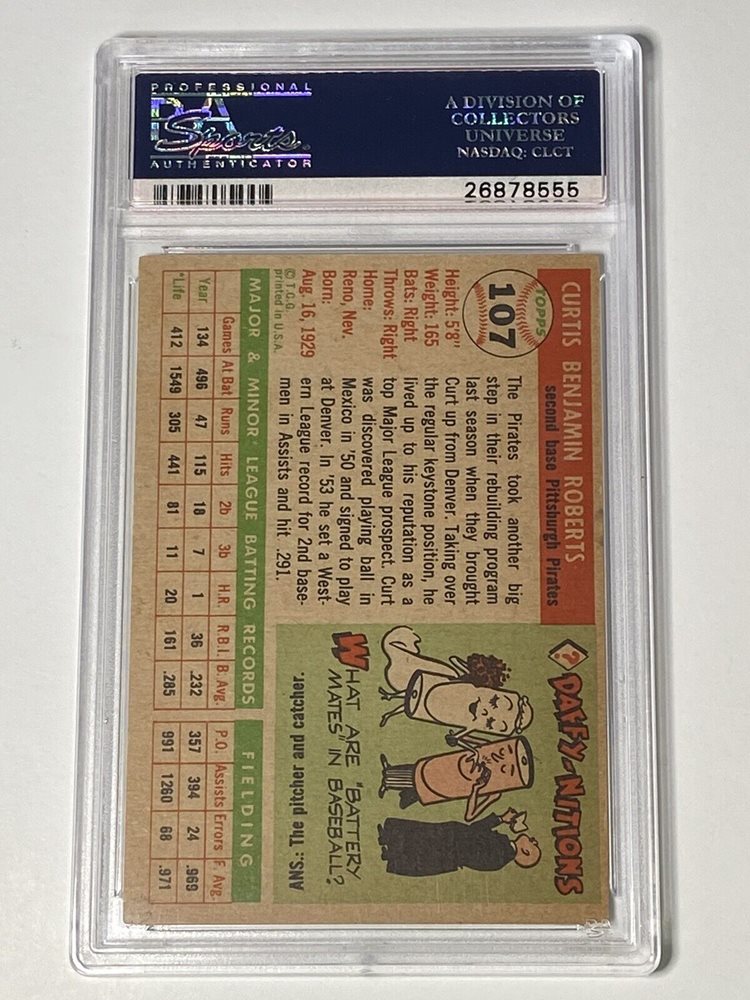 PROFESSIONAL
PSA
Sports.
AUTHENTICATOR
A DIVISION OF
COLLECTORS
UNIVERSE
NASDAQ: CLCT
26878555
TOPPS
107
CURTIS BENJAMIN ROBERTS
second base Pittsburgh Pirates
Height: 5'8"
Weight: 165
Bats: Right
Throws: Right
Home:
Reno, Nev.
Born:
Aug. 16, 1929
© T.C.G.
printed in U.S.A.
The Pirates took another big
step in their rebuilding program
last season when they brought
Curt up from Denver. Taking over
the regular keystone position, he
lived up to his reputation as a
top Major League prospect. Curt
was discovered playing ball in
Mexico in '50 and signed to play
at Denver. In '53 he set a West-
ern League record for 2nd base-
men in Assists and hit .291.
?
DAFFY-NITIONS
WHAT ARE "BATTERY
MATES" IN BASEBALL?
ANS.: The pitcher and catcher.
MAJOR & MINOR* LEAGUE BATTING RECORDS
FIELDING
Games At Bat Runs Hits 2b 3b H.R. R.B.I. B. Avg. P.O. Assists Errors F. Avg
Year 134 496 47 115 18 7 1 36 .232 357 394 24 .969
*Life 412 1549 305 441 81 11 20 161 .285 991 1260 68 .971